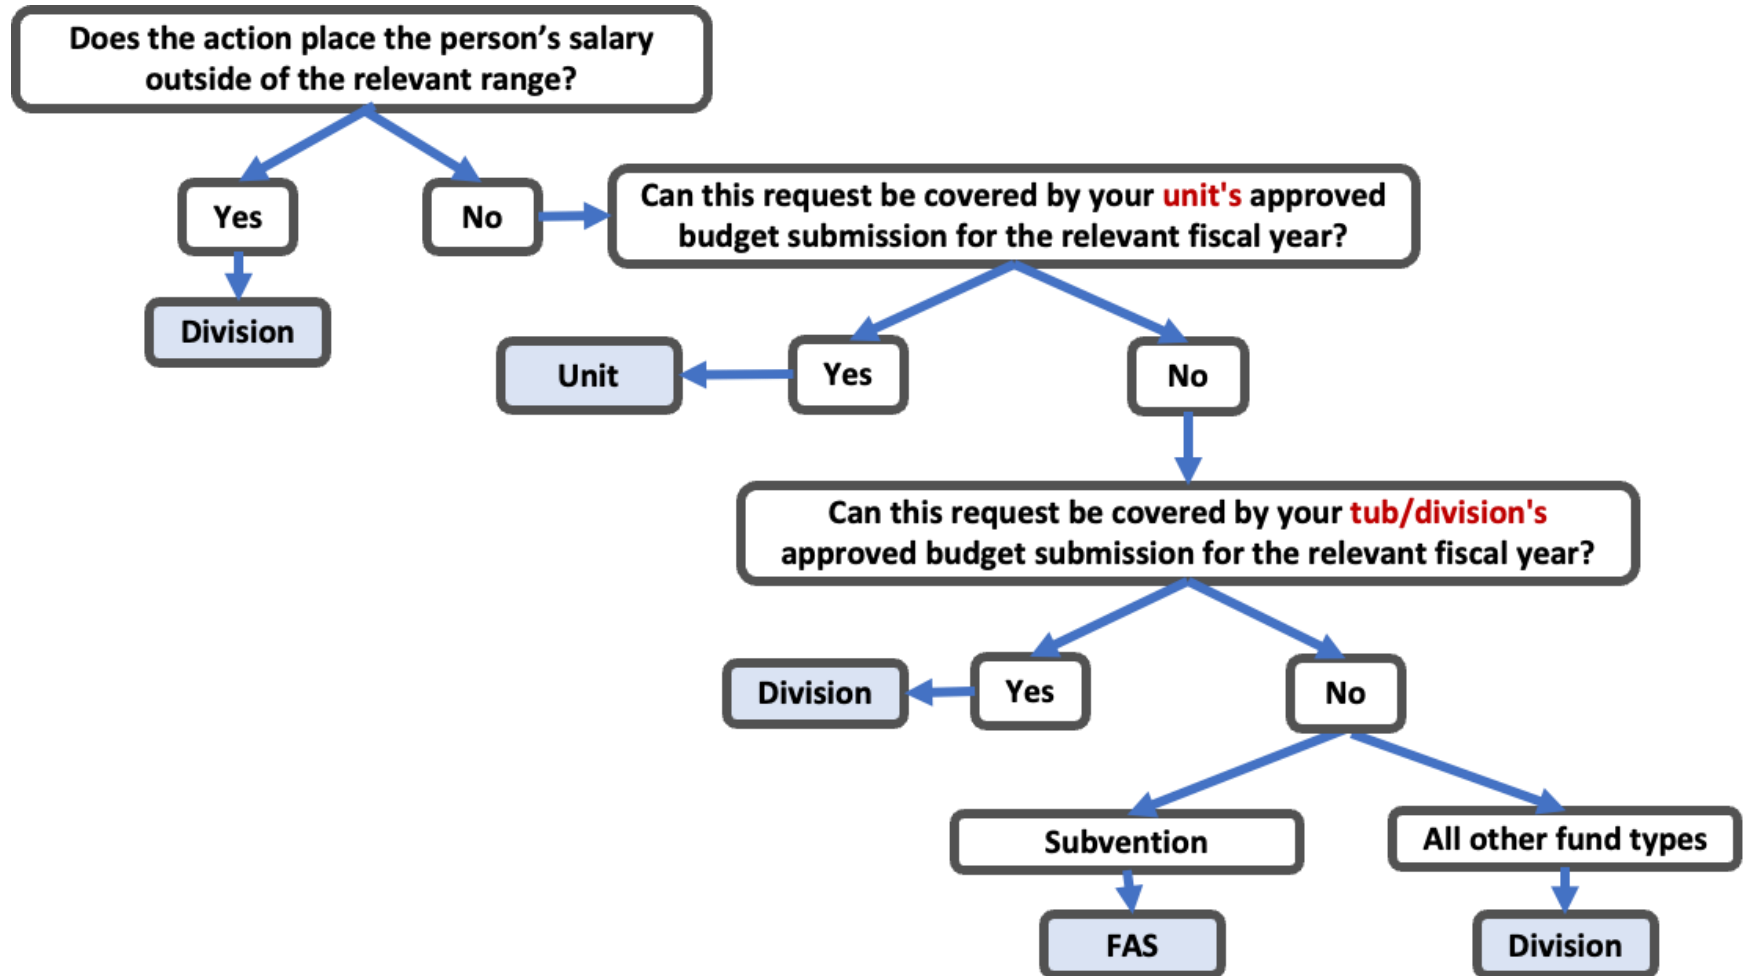 Does the action place the person’s salary
outside of the relevant range?
Yes
No
Can this request be covered by your unit's approved
budget submission for the relevant fiscal year?
Division
Unit
Yes
No
Can this request be covered by your tub/division's
approved budget submission for the relevant fiscal year?
Division
Yes
No
Subvention
All other fund types
FAS
Division